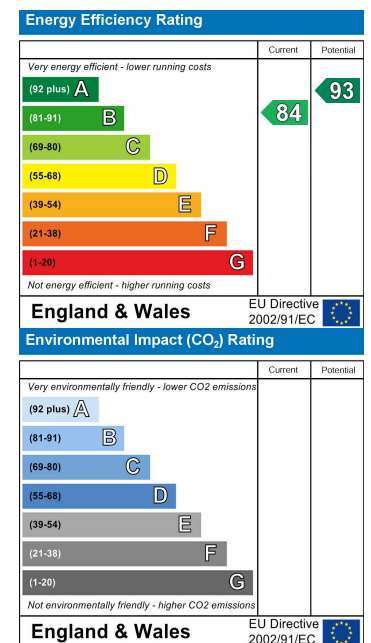 Energy Efficiency Rating
Current Potential
Very energy efficient - lower running costs
(92 plus) A
93
(81-91) B
84
(69-80) C
(55-68) D
(39-54) E
(21-38) F
(1-20) G
Not energy efficient - higher running costs
England & Wales
EU Directive
2002/91/EC
Environmental Impact (CO₂) Rating
Current Potential
Very environmentally friendly - lower CO2 emissions
(92 plus) A
(81-91) B
(69-80) C
(55-68) D
(39-54) E
(21-38) F
(1-20) G
Not environmentally friendly - higher CO2 emissions
England & Wales
EU Directive
2002/91/EC